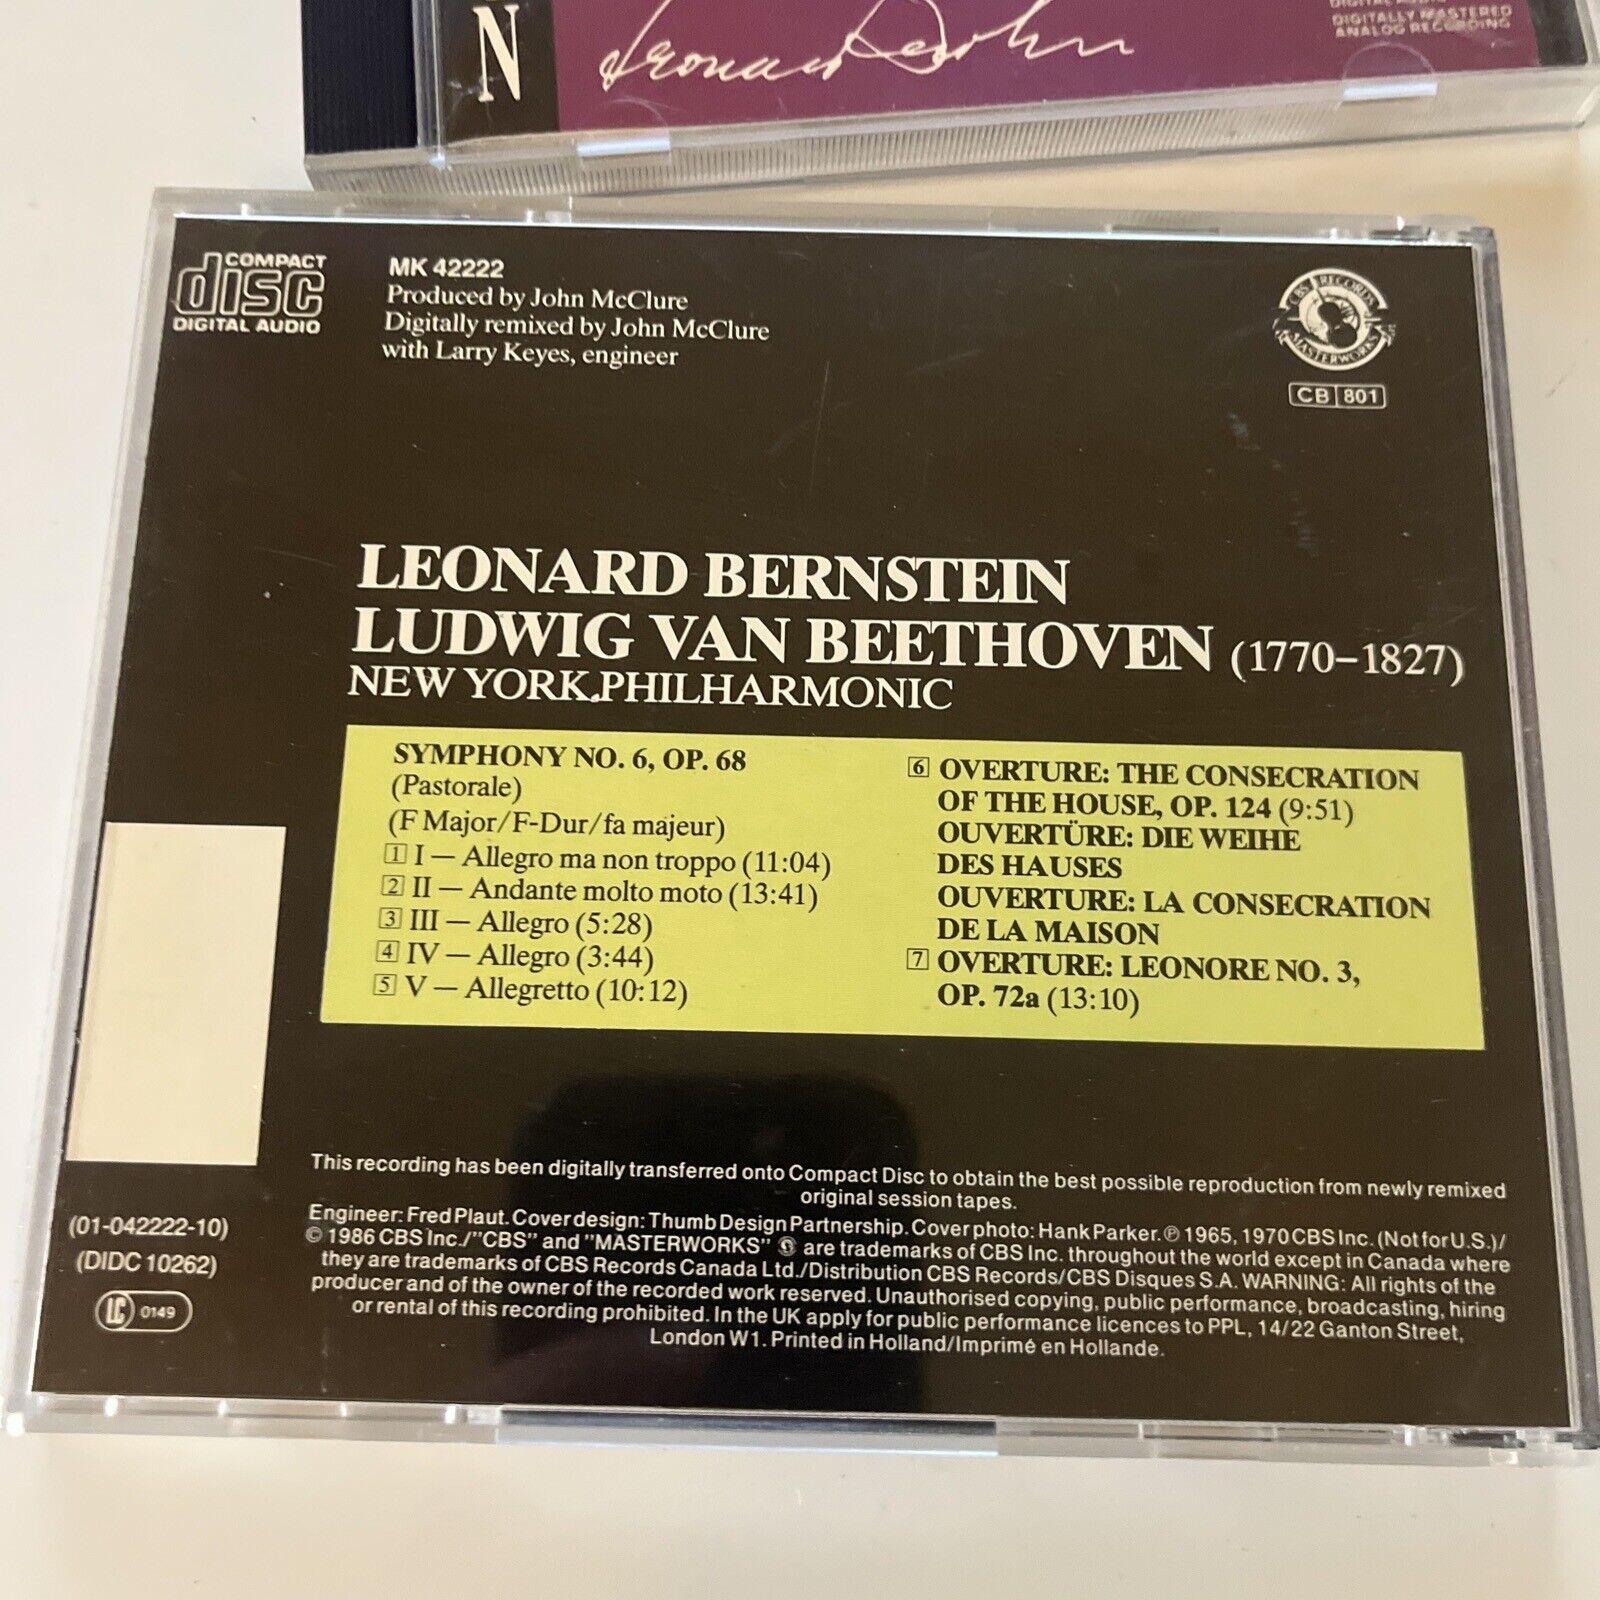 N
Leonard Bernstein
DIGITALLY MASTERED
ANALOG RECORDING
COMPACT
disc
DIGITAL AUDIO
MK 42222
Produced by John McClure
Digitally remixed by John McClure
with Larry Keyes, engineer
CBS RECORDS
MASTERWORKS
CB 801
LEONARD BERNSTEIN
LUDWIG VAN BEETHOVEN (1770–1827)
NEW YORK PHILHARMONIC
SYMPHONY NO. 6, OP. 68
(Pastorale)
(F Major/F-Dur/fa majeur)
1 I — Allegro ma non troppo (11:04)
2 II — Andante molto moto (13:41)
3 III — Allegro (5:28)
4 IV — Allegro (3:44)
5 V — Allegretto (10:12)
6 OVERTURE: THE CONSECRATION
OF THE HOUSE, OP. 124 (9:51)
OUVERTÜRE: DIE WEIHE
DES HAUSES
OUVERTURE: LA CONSECRATION
DE LA MAISON
7 OVERTURE: LEONORE NO. 3,
OP. 72a (13:10)
This recording has been digitally transferred onto Compact Disc to obtain the best possible reproduction from newly remixed
original session tapes.
Engineer: Fred Plaut. Cover design: Thumb Design Partnership. Cover photo: Hank Parker. ℗ 1965, 1970 CBS Inc. (Not for U.S.)/
© 1986 CBS Inc./"CBS" and "MASTERWORKS" are trademarks of CBS Inc. throughout the world except in Canada where
they are trademarks of CBS Records Canada Ltd./Distribution CBS Records/CBS Disques S.A. WARNING: All rights of the
producer and of the owner of the recorded work reserved. Unauthorised copying, public performance, broadcasting, hiring
or rental of this recording prohibited. In the UK apply for public performance licences to PPL, 14/22 Ganton Street,
London W1. Printed in Holland/Imprimé en Hollande.
(01-042222-10)
(DIDC 10262)
LC 0149